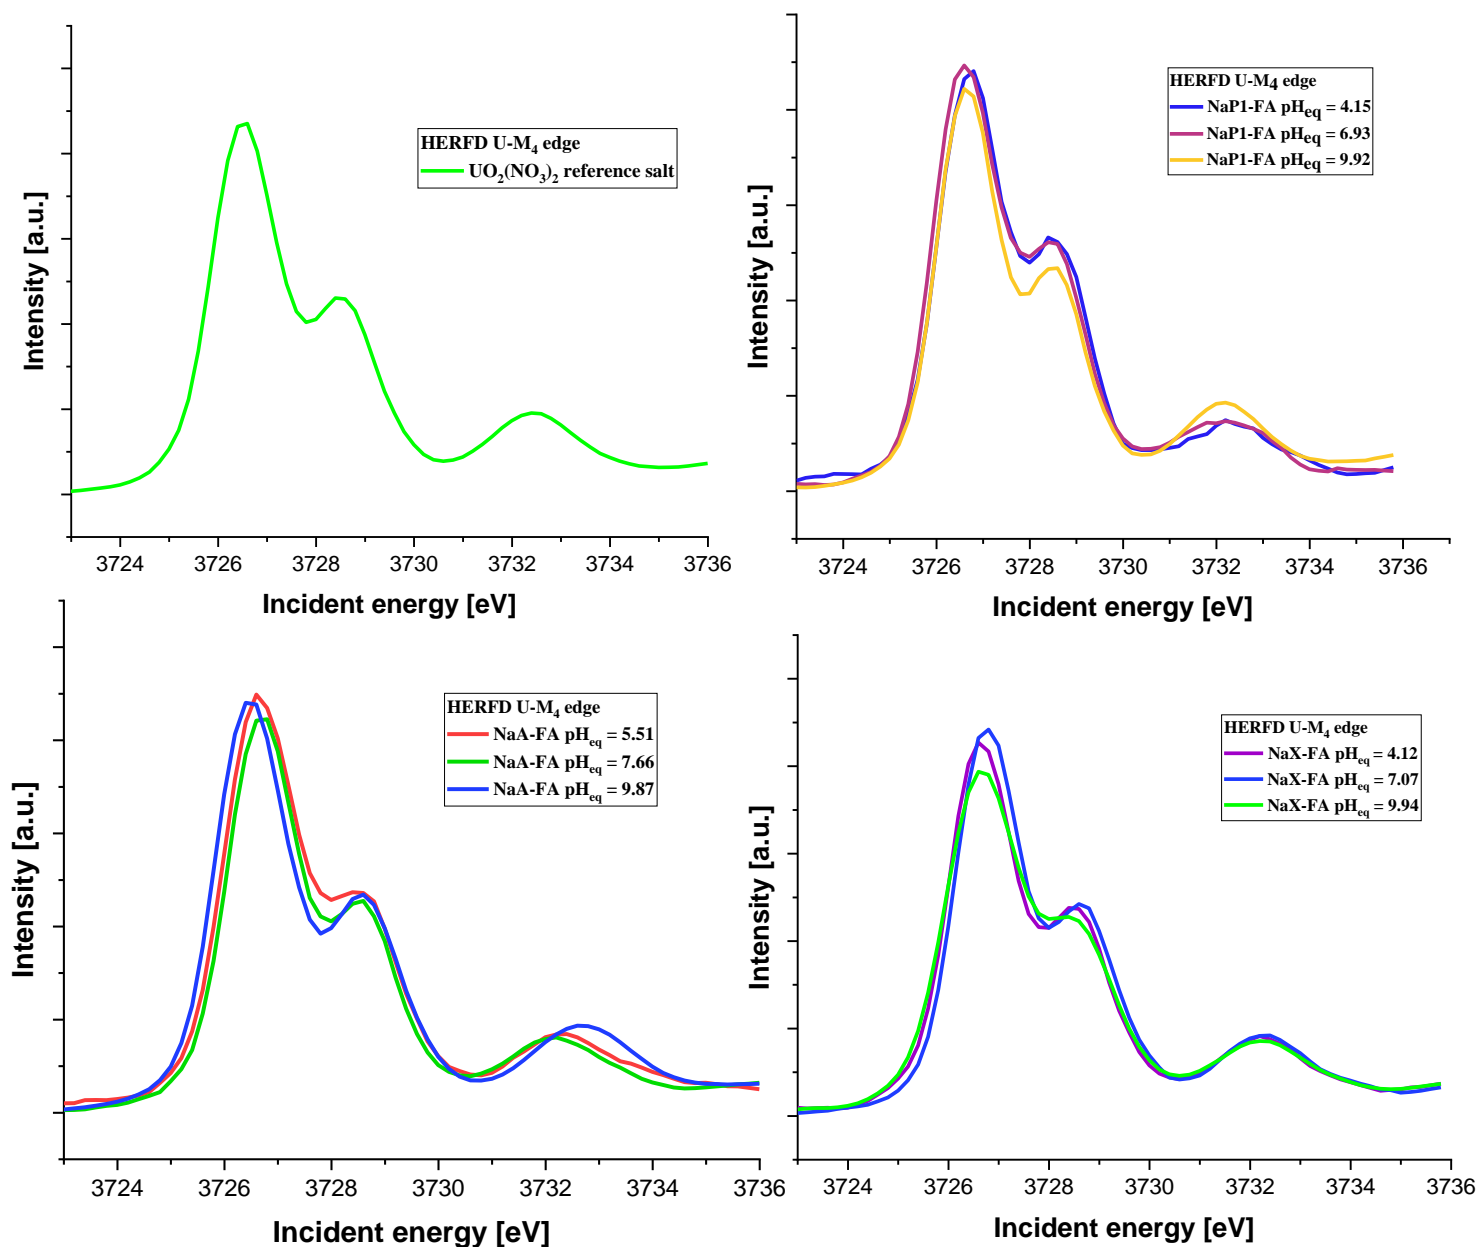 Intensity [a.u.]
HERFD U-M₄ edge
UO₂(NO₃)₂ reference salt
3724 3726 3728 3730 3732 3734 3736
Incident energy [eV]
Intensity [a.u.]
HERFD U-M₄ edge
NaP1-FA pHeq = 4.15
NaP1-FA pHeq = 6.93
NaP1-FA pHeq = 9.92
3724 3726 3728 3730 3732 3734 3736
Incident energy [eV]
Intensity [a.u.]
HERFD U-M₄ edge
NaA-FA pHeq = 5.51
NaA-FA pHeq = 7.66
NaA-FA pHeq = 9.87
3724 3726 3728 3730 3732 3734 3736
Incident energy [eV]
Intensity [a.u.]
HERFD U-M₄ edge
NaX-FA pHeq = 4.12
NaX-FA pHeq = 7.07
NaX-FA pHeq = 9.94
3724 3726 3728 3730 3732 3734 3736
Incident energy [eV]